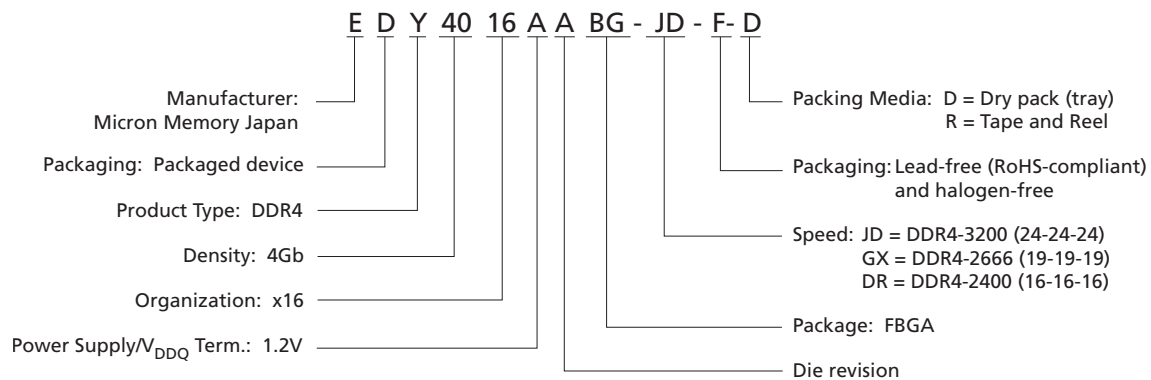 E D Y 40 16 A A BG - JD - F- D
Manufacturer:
Micron Memory Japan
Packaging: Packaged device
Product Type: DDR4
Density: 4Gb
Organization: x16
Power Supply/VDDQ Term.: 1.2V
Packing Media: D = Dry pack (tray)
R = Tape and Reel
Packaging: Lead-free (RoHS-compliant)
and halogen-free
Speed: JD = DDR4-3200 (24-24-24)
GX = DDR4-2666 (19-19-19)
DR = DDR4-2400 (16-16-16)
Package: FBGA
Die revision